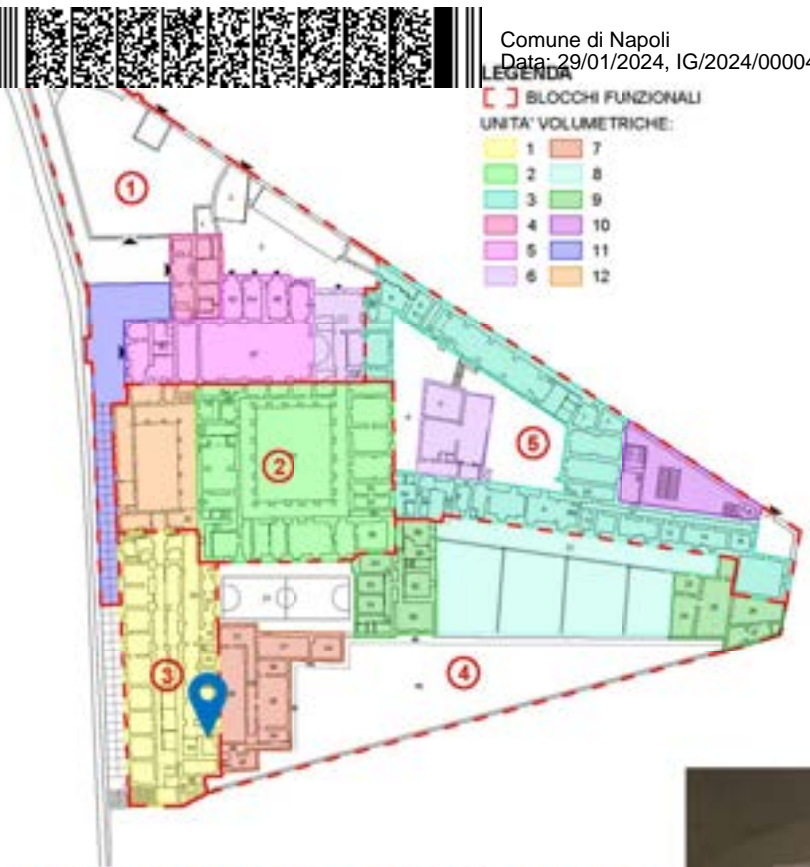 Comune di Napoli
Data: 29/01/2024, IG/2024/00004
LEGENDA
BLOCCHI FUNZIONALI
UNITA' VOLUMETRICHE:
1 7
2 8
3 9
4 10
5 11
6 12
1
2
5
3
4